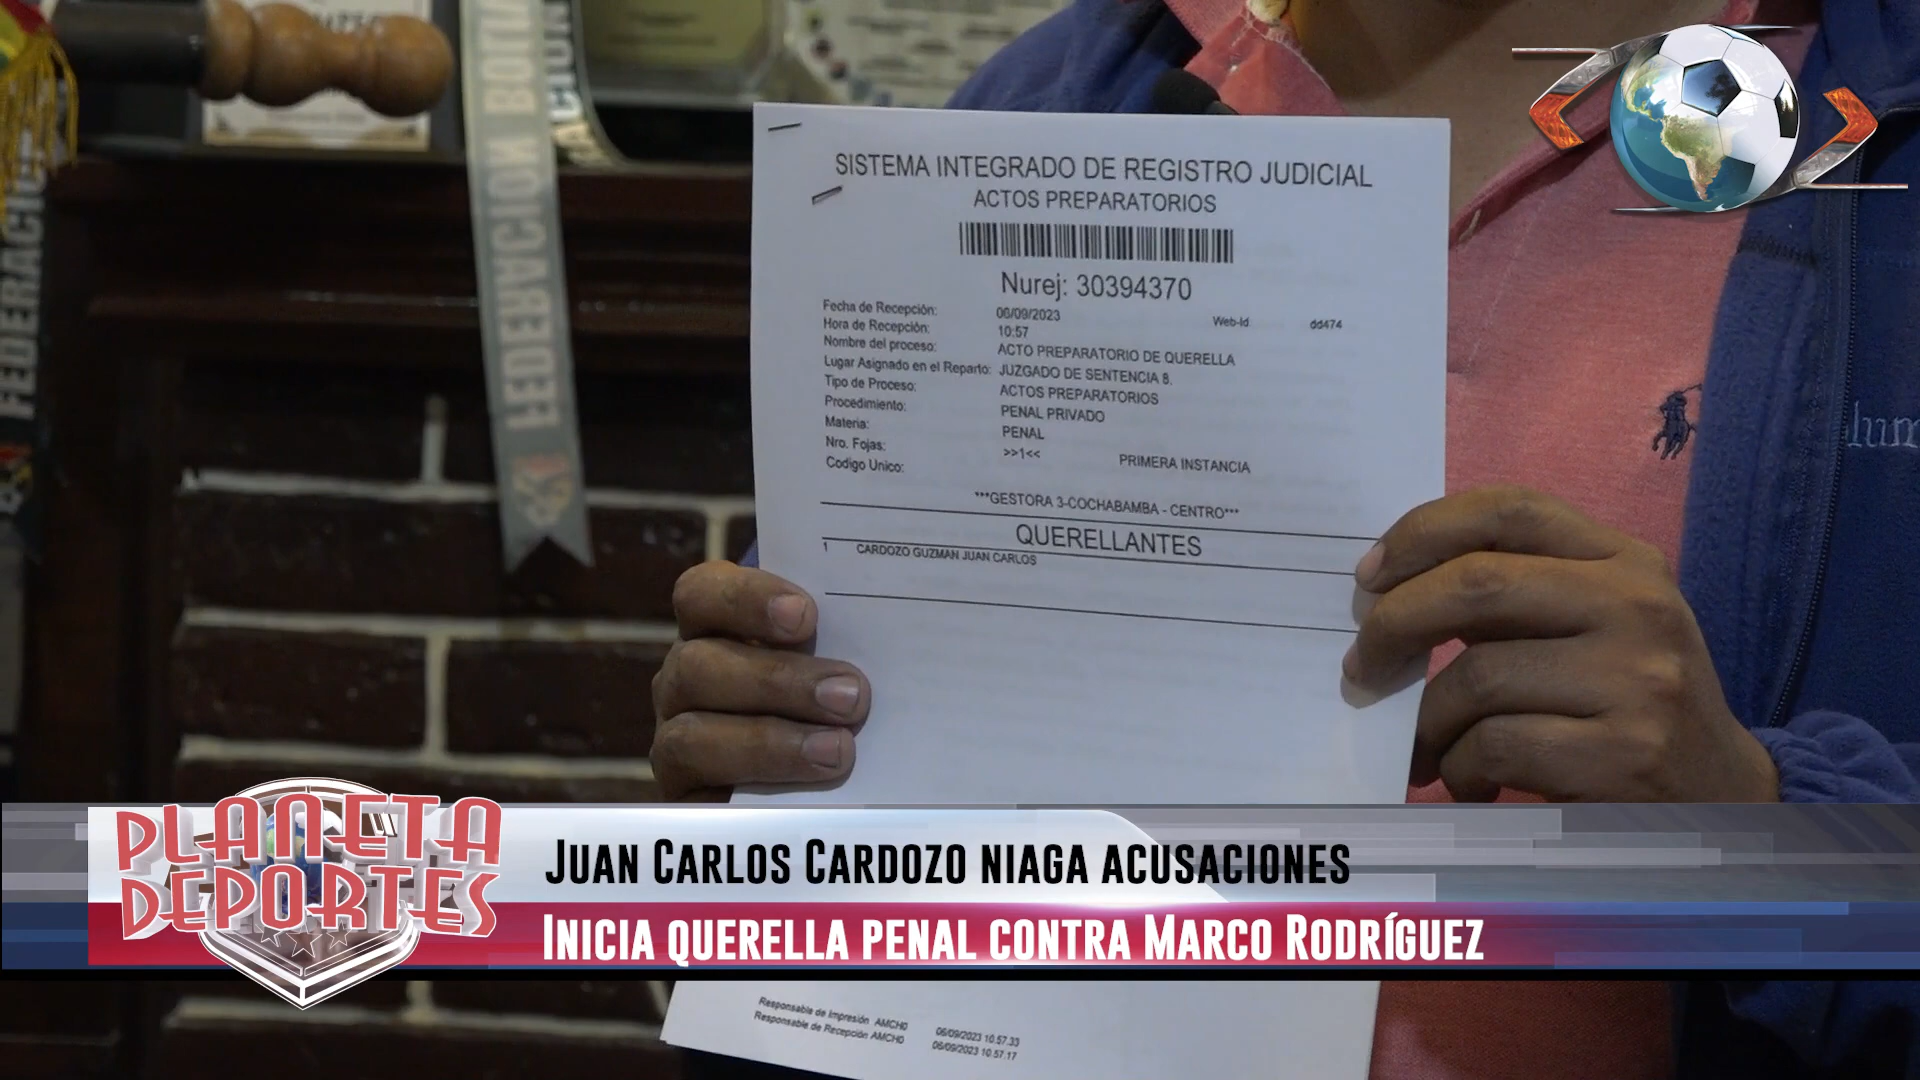 FEDERACION BOLI
FEDERACIO
SISTEMA INTEGRADO DE REGISTRO JUDICIAL
ACTOS PREPARATORIOS
Nurej: 30394370
Fecha de Recepción: 06/09/2023 Web-Id dd474
Hora de Recepción: 10:57
Nombre del proceso: ACTO PREPARATORIO DE QUERELLA
Lugar Asignado en el Reparto: JUZGADO DE SENTENCIA 8.
Tipo de Proceso: ACTOS PREPARATORIOS
Procedimiento: PENAL PRIVADO
Materia: PENAL
Nro. Fojas: >>1<< PRIMERA INSTANCIA
Codigo Unico:
***GESTORA 3-COCHABAMBA - CENTRO***
QUERELLANTES
1 CARDOZO GUZMAN JUAN CARLOS
lum
PLANETA
DEPORTES
Juan Carlos Cardozo niaga acusaciones
Inicia querella penal contra Marco Rodríguez
Responsable de Impresión AMCH0 06/09/2023 10.57.33
Responsable de Recepción AMCH0 06/09/2023 10.57.17